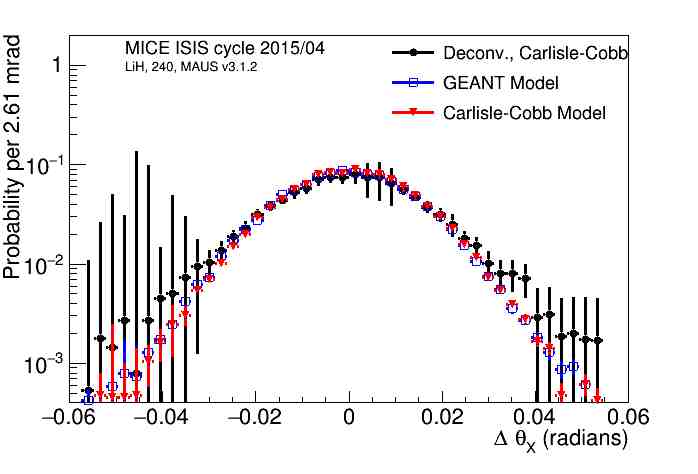 MICE ISIS cycle 2015/04
LiH, 240, MAUS v3.1.2
Deconv., Carlisle-Cobb
GEANT Model
Carlisle-Cobb Model
Probability per 2.61 mrad
1
10⁻¹
10⁻²
10⁻³
−0.06 −0.04 −0.02 0 0.02 0.04 0.06
Δ θX (radians)